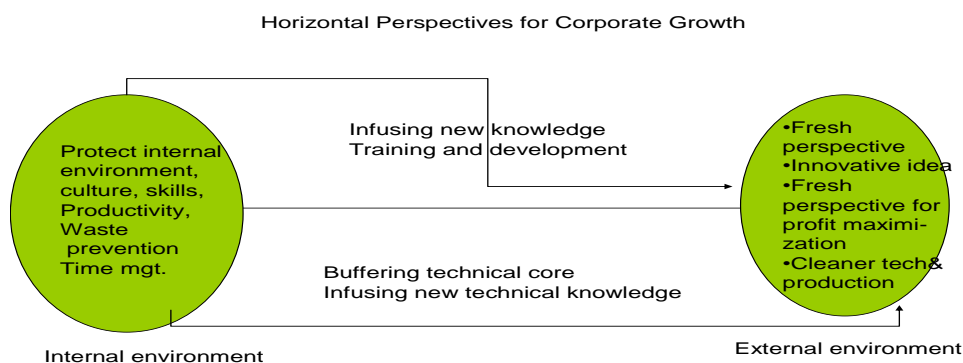 Horizontal Perspectives for Corporate Growth
Infusing new knowledge
Training and development
Protect internal
environment,
culture, skills,
Productivity,
Waste
prevention
Time mgt.
•Fresh
perspective
•Innovative idea
•Fresh
perspective for
profit maximi-
zation
•Cleaner tech&
production
Buffering technical core
Infusing new technical knowledge
Internal environment
External environment